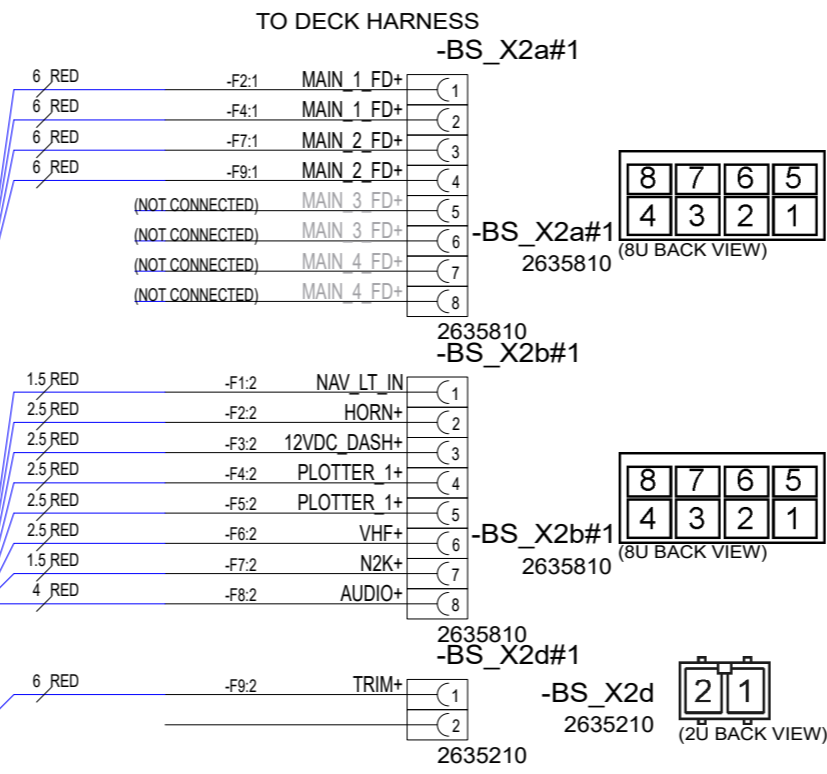 TO DECK HARNESS
-BS_X2a#1
6 RED -F2:1 MAIN_1_FD+ 1
6 RED -F4:1 MAIN_1_FD+ 2
6 RED -F7:1 MAIN_2_FD+ 3
6 RED -F9:1 MAIN_2_FD+ 4
(NOT CONNECTED) MAIN_3_FD+ 5
(NOT CONNECTED) MAIN_3_FD+ 6
(NOT CONNECTED) MAIN_4_FD+ 7
(NOT CONNECTED) MAIN_4_FD+ 8
2635810
-BS_X2a#1
2635810
8 7 6 5
4 3 2 1
(8U BACK VIEW)
-BS_X2b#1
1.5 RED -F1:2 NAV_LT_IN 1
2.5 RED -F2:2 HORN+ 2
2.5 RED -F3:2 12VDC_DASH+ 3
2.5 RED -F4:2 PLOTTER_1+ 4
2.5 RED -F5:2 PLOTTER_1+ 5
2.5 RED -F6:2 VHF+ 6
1.5 RED -F7:2 N2K+ 7
4 RED -F8:2 AUDIO+ 8
2635810
-BS_X2b#1
2635810
8 7 6 5
4 3 2 1
(8U BACK VIEW)
-BS_X2d#1
6 RED -F9:2 TRIM+ 1
2
2635210
-BS_X2d
2635210
2 1
(2U BACK VIEW)